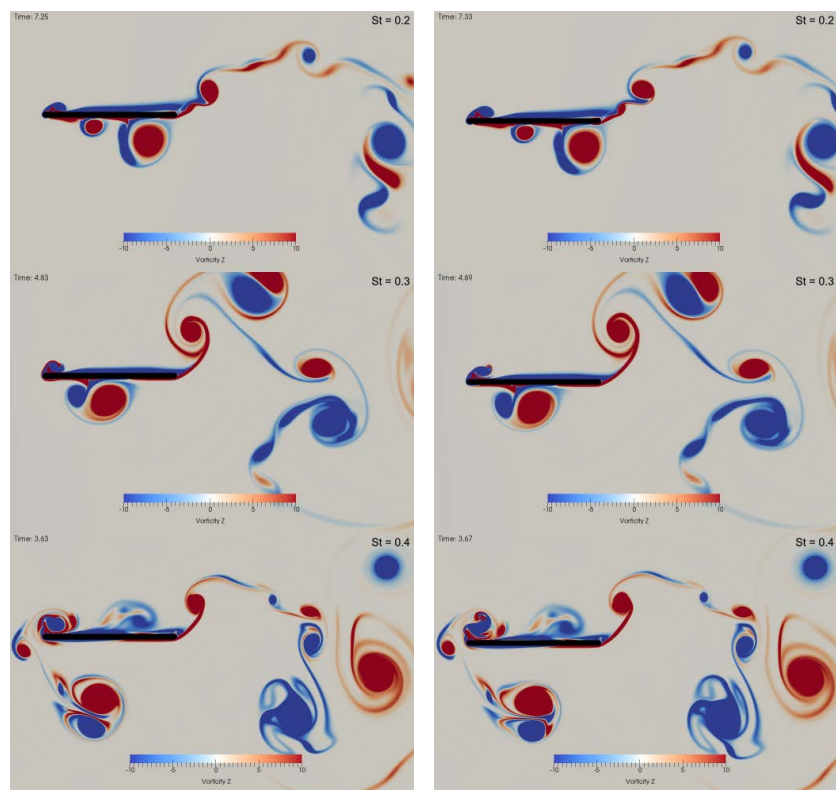 Time: 7.25 St = 0.2
-10 -5 0 5 10
Vorticity Z
Time: 7.33 St = 0.2
-10 -5 0 5 10
Vorticity Z
Time: 4.83 St = 0.3
-10 -5 0 5 10
Vorticity Z
Time: 4.89 St = 0.3
-10 -5 0 5 10
Vorticity Z
Time: 3.63 St = 0.4
-10 -5 0 5 10
Vorticity Z
Time: 3.67 St = 0.4
-10 -5 0 5 10
Vorticity Z